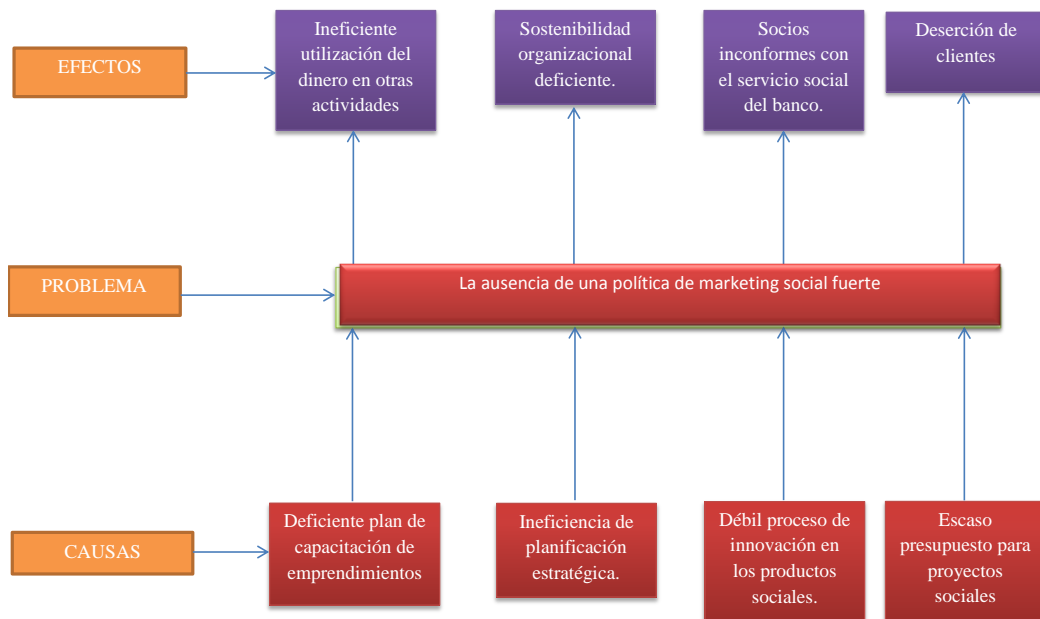 EFECTOS
Ineficiente
utilización del
dinero en otras
actividades
Sostenibilidad
organizacional
deficiente.
Socios
inconformes con
el servicio social
del banco.
Deserción de
clientes
PROBLEMA
La ausencia de una política de marketing social fuerte
CAUSAS
Deficiente plan de
capacitación de
emprendimientos
Ineficiencia de
planificación
estratégica.
Débil proceso de
innovación en
los productos
sociales.
Escaso
presupuesto para
proyectos
sociales